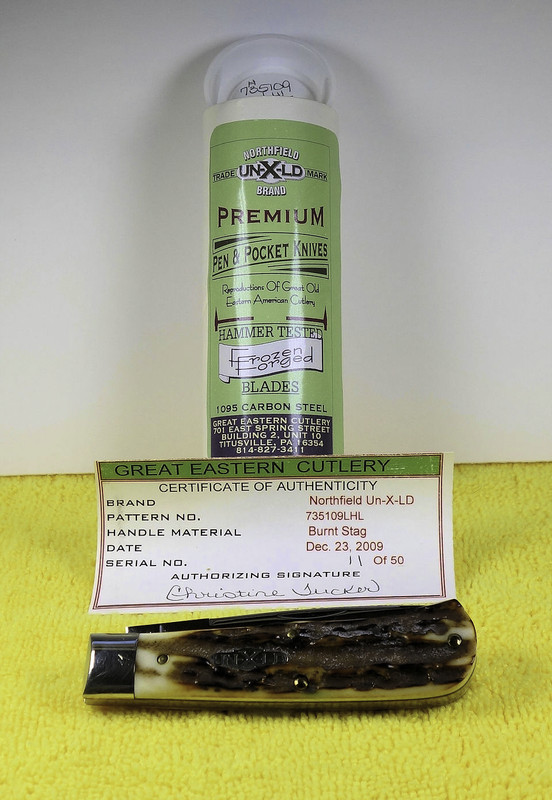 N
735109
LHL
NORTHFIELD
TRADE UN-X-LD MARK
BRAND
PREMIUM
PEN & POCKET KNIVES
Reproductions Of Great Old
Eastern American Cutlery
HAMMER TESTED
Frozen
Forged
BLADES
1095 CARBON STEEL
GREAT EASTERN CUTLERY
701 EAST SPRING STREET
BUILDING 2, UNIT 10
TITUSVILLE, PA 16354
814-827-3411
GREAT EASTERN CUTLERY
CERTIFICATE OF AUTHENTICITY
BRAND Northfield Un-X-LD
PATTERN NO. 735109LHL
HANDLE MATERIAL Burnt Stag
DATE Dec. 23, 2009
SERIAL NO. 11 Of 50
AUTHORIZING SIGNATURE
Christine Tucker
UN-X-LD